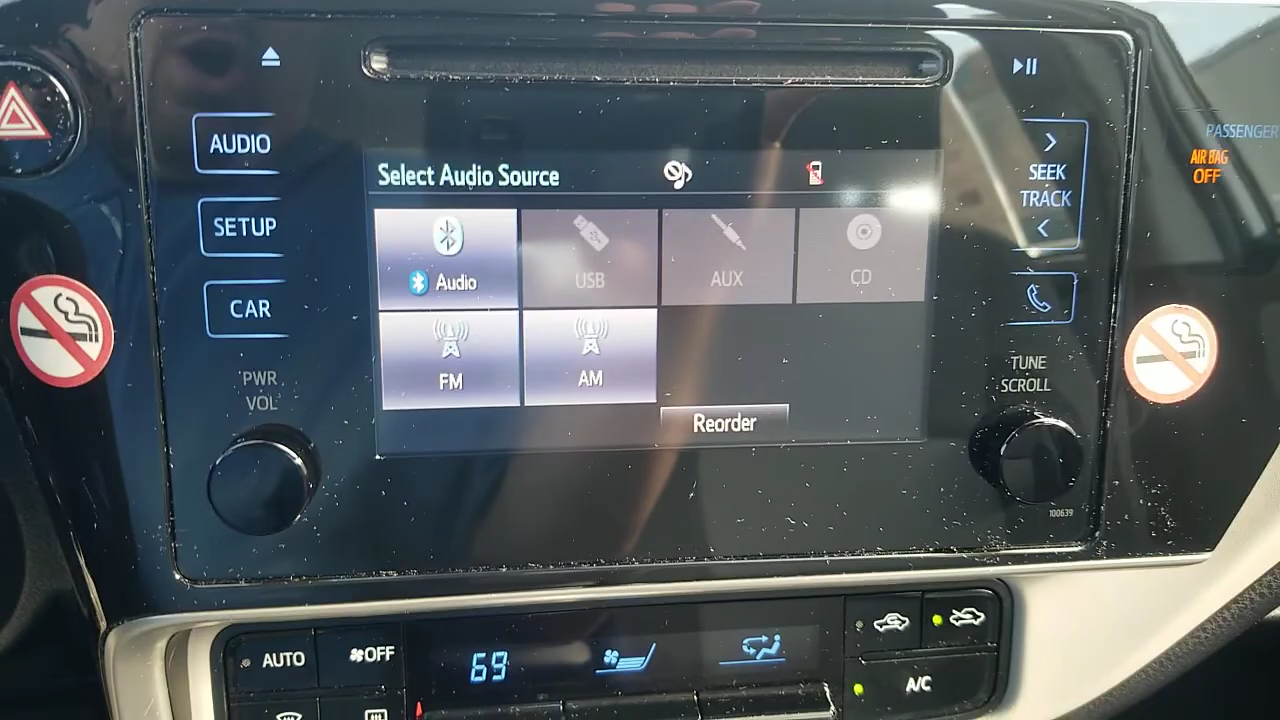 AUDIO
SETUP
CAR
PWR
VOL
Select Audio Source
Audio
USB
AUX
CD
FM
AM
Reorder
SEEK
TRACK
TUNE
SCROLL
100639
PASSENGER
AIR BAG
OFF
AUTO
OFF
69
A/C